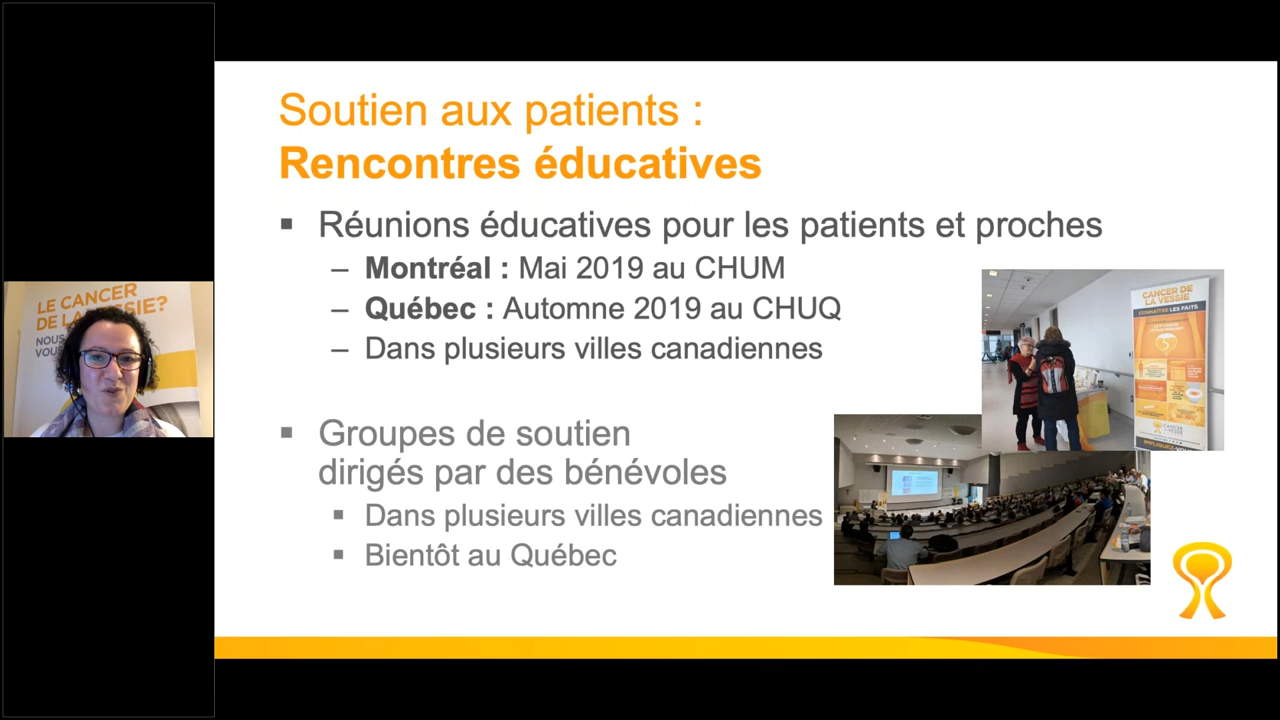 Soutien aux patients :
Rencontres éducatives
▪ Réunions éducatives pour les patients et proches
– Montréal : Mai 2019 au CHUM
– Québec : Automne 2019 au CHUQ
– Dans plusieurs villes canadiennes
▪ Groupes de soutien
dirigés par des bénévoles
▪ Dans plusieurs villes canadiennes
▪ Bientôt au Québec
LE CANCER
DE LA VESSIE?
NOUS
VOUS
CANCER DE
LA VESSIE
CONNAÎTRE LES FAITS
CANCER